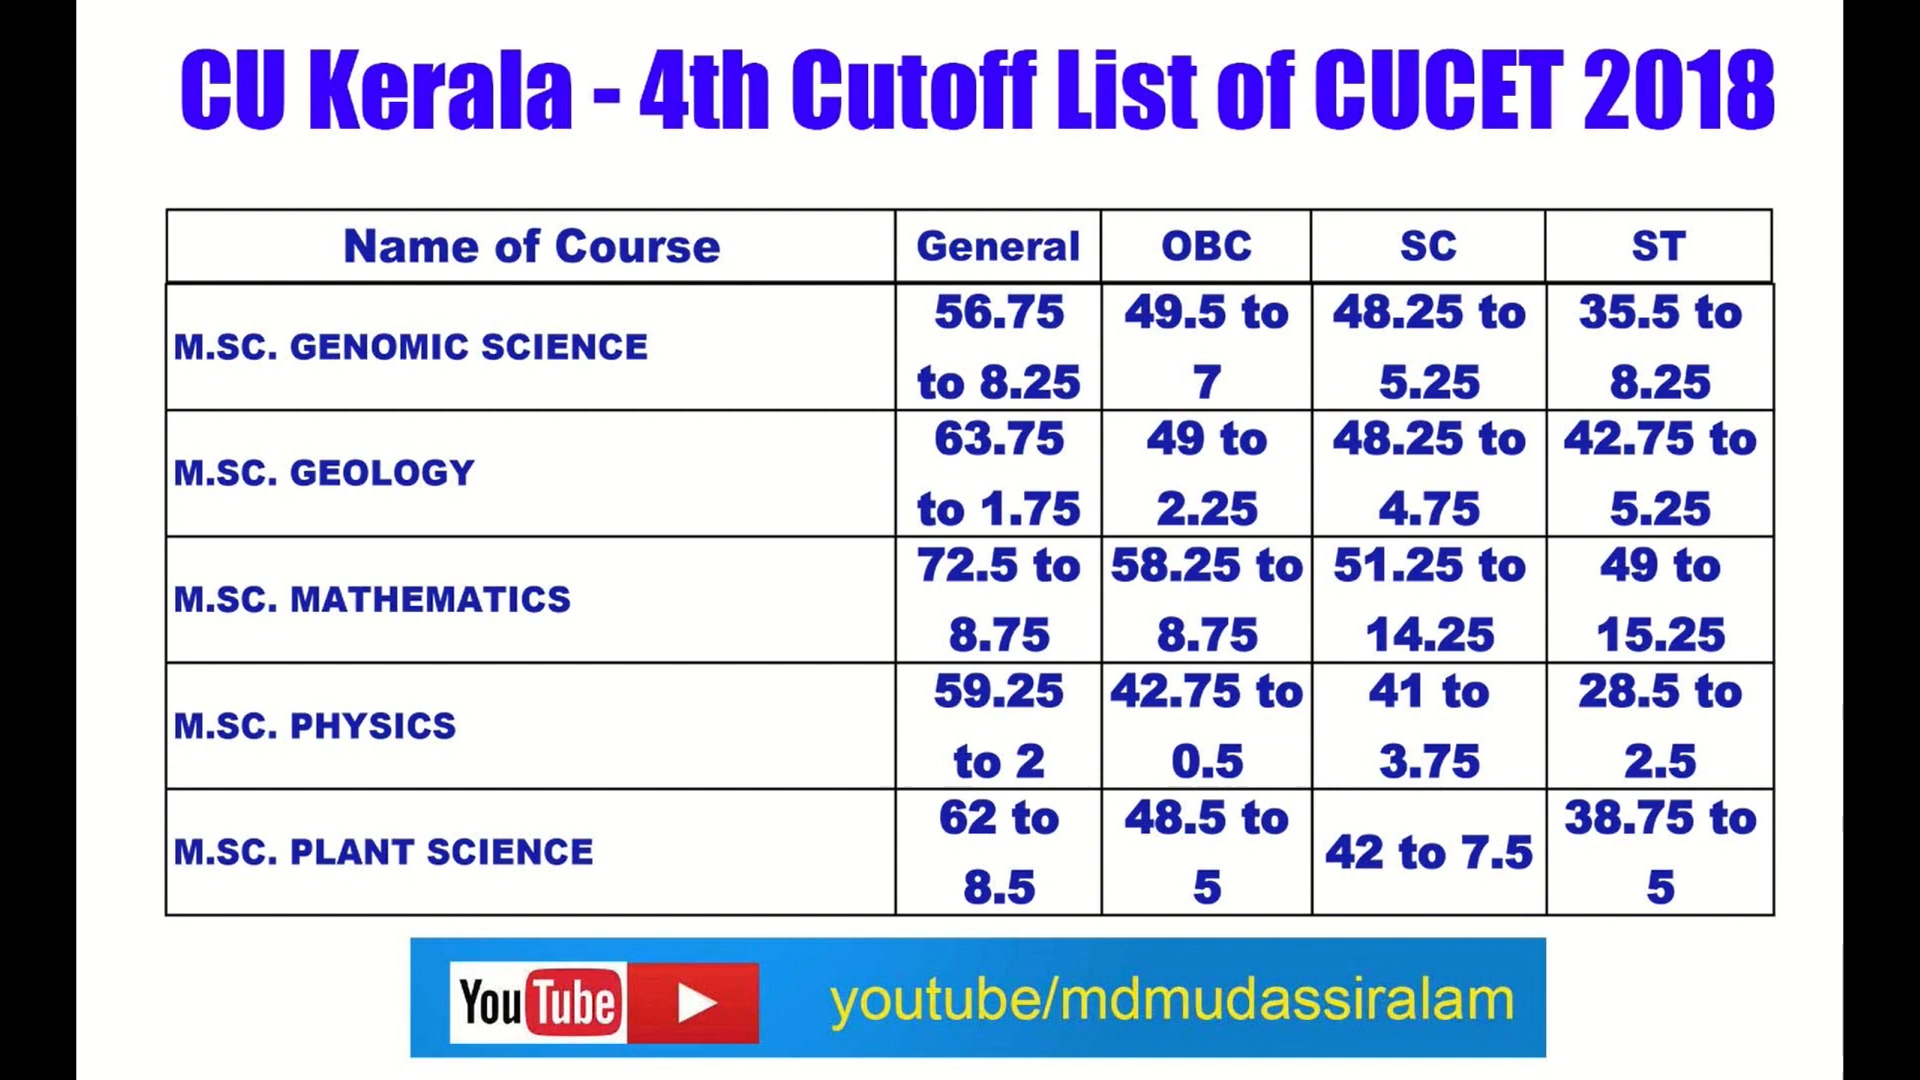 CU Kerala - 4th Cutoff List of CUCET 2018
Name of Course General OBC SC ST
M.SC. GENOMIC SCIENCE 56.75 to 8.25 49.5 to 7 48.25 to 5.25 35.5 to 8.25
M.SC. GEOLOGY 63.75 to 1.75 49 to 2.25 48.25 to 4.75 42.75 to 5.25
M.SC. MATHEMATICS 72.5 to 8.75 58.25 to 8.75 51.25 to 14.25 49 to 15.25
M.SC. PHYSICS 59.25 to 2 42.75 to 0.5 41 to 3.75 28.5 to 2.5
M.SC. PLANT SCIENCE 62 to 8.5 48.5 to 5 42 to 7.5 38.75 to 5
YouTube youtube/mdmudassiralam